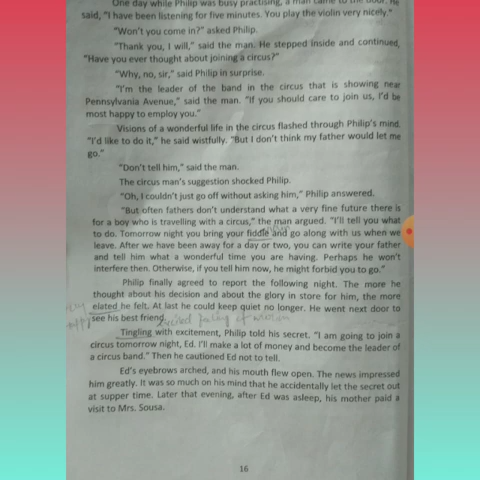 One day while Philip was busy practising, a man came to the door. He
said, "I have been listening for five minutes. You play the violin very nicely."
"Won't you come in?" asked Philip.
"Thank you, I will," said the man. He stepped inside and continued,
"Have you ever thought about joining a circus?"
"Why, no, sir," said Philip in surprise.
"I'm the leader of the band in the circus that is showing near
Pennsylvania Avenue," said the man. "If you should care to join us, I'd be
most happy to employ you."
Visions of a wonderful life in the circus flashed through Philip's mind.
"I'd like to do it," he said wistfully. "But I don't think my father would let me
go."
"Don't tell him," said the man.
The circus man's suggestion shocked Philip.
"Oh, I couldn't just go off without asking him," Philip answered.
"But often fathers don't understand what a very fine future there is
for a boy who is travelling with a circus," the man argued. "I'll tell you what
to do. Tomorrow night you bring your fiddle and go along with us when we
leave. After we have been away for a day or two, you can write your father
and tell him what a wonderful time you are having. Perhaps he won't
interfere then. Otherwise, if you tell him now, he might forbid you to go."
Philip finally agreed to report the following night. The more he
thought about his decision and about the glory in store for him, the more
elated he felt. At last he could keep quiet no longer. He went next door to
see his best friend.
excited feeling of
Tingling with excitement, Philip told his secret. "I am going to join a
circus tomorrow night, Ed. I'll make a lot of money and become the leader of
a circus band." Then he cautioned Ed not to tell.
Ed's eyebrows arched, and his mouth flew open. The news impressed
him greatly. It was so much on his mind that he accidentally let the secret out
at supper time. Later that evening, after Ed was asleep, his mother paid a
visit to Mrs. Sousa.
16